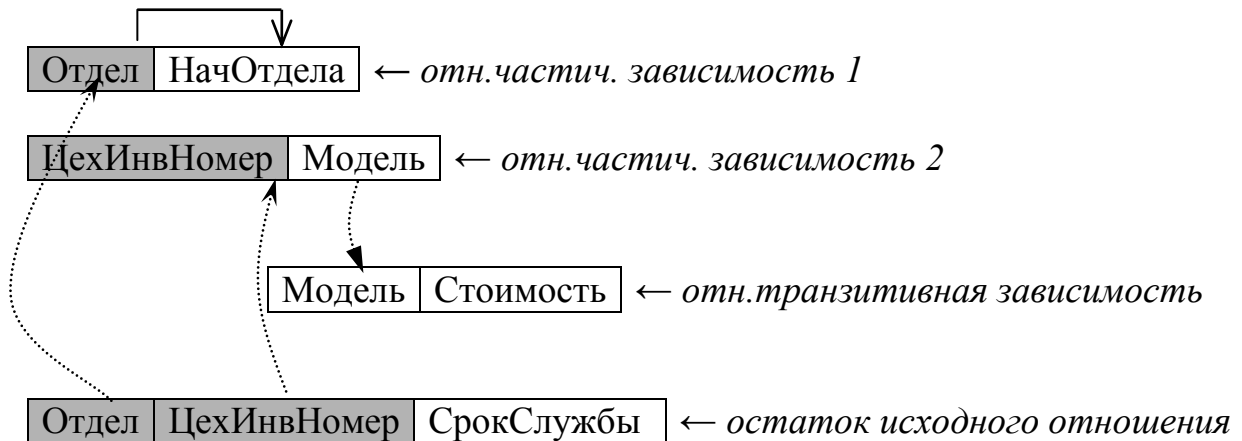 Отдел НачОтдела ← отн.частич. зависимость 1
ЦехИнвНомер Модель ← отн.частич. зависимость 2
Модель Стоимость ← отн.транзитивная зависимость
Отдел ЦехИнвНомер СрокСлужбы ← остаток исходного отношения